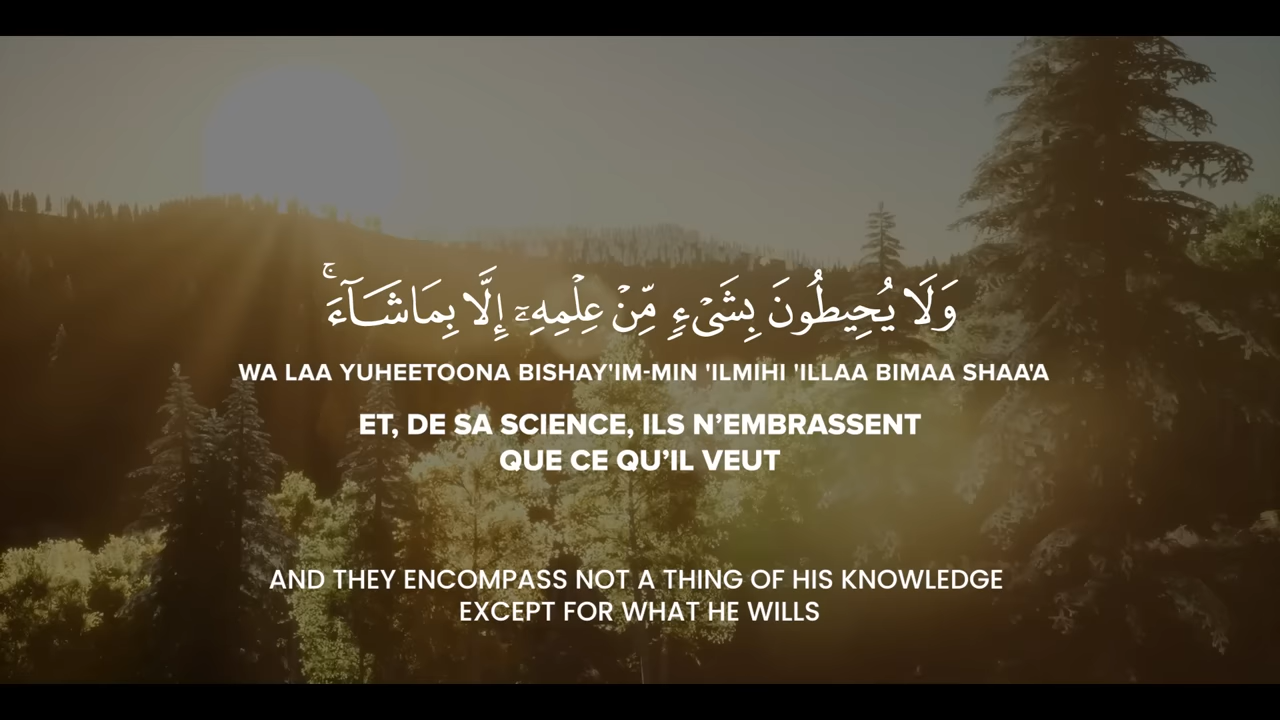 وَلَا يُحِيطُونَ بِشَىْءٍ مِّنْ عِلْمِهِۦٓ إِلَّا بِمَا شَآءَ ۚ
WA LAA YUHEETOONA BISHAY'IM-MIN 'ILMIHI 'ILLAA BIMAA SHAA'A
ET, DE SA SCIENCE, ILS N’EMBRASSENT
QUE CE QU’IL VEUT
AND THEY ENCOMPASS NOT A THING OF HIS KNOWLEDGE
EXCEPT FOR WHAT HE WILLS